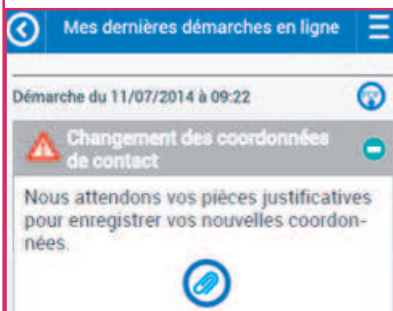 Mes dernières démarches en ligne
Démarche du 11/07/2014 à 09:22
PDF
Changement des coordonnées
de contact
Nous attendons vos pièces justificatives
pour enregistrer vos nouvelles coordon-
nées.